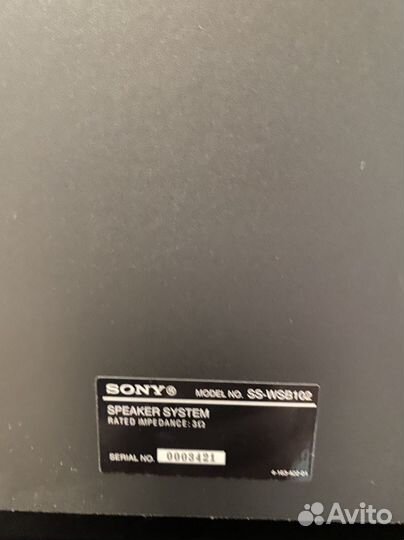 SONY® MODEL NO. SS-WSB102
SPEAKER SYSTEM
RATED IMPEDANCE: 3Ω
SERIAL NO. 0003421
Avito